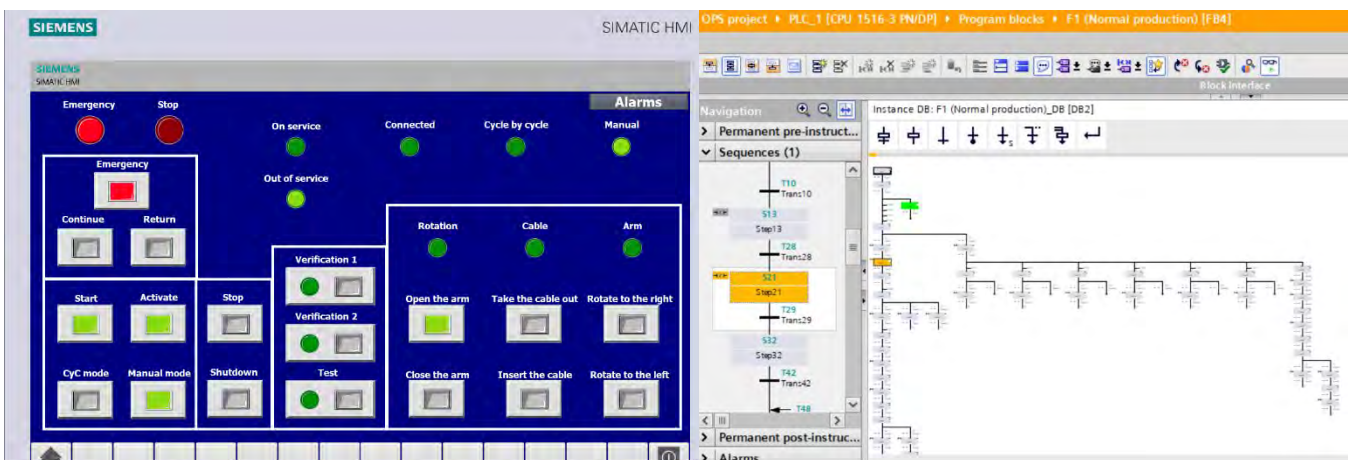 SIEMENS
SIMATIC HMI
SIEMENS
SIMATIC HMI
Alarms
Emergency
Stop
On service
Connected
Cycle by cycle
Manual
Out of service
Emergency
Continue
Return
Rotation
Cable
Arm
Verification 1
Verification 2
Test
Start
Activate
Stop
Open the arm
Take the cable out
Rotate to the right
CyC mode
Manual mode
Shutdown
Close the arm
Insert the cable
Rotate to the left
OPS project PLC_1 [CPU 1516-3 PN/DP] Program blocks F1 (Normal production) [FB4]
Block interface
Navigation
Instance DB: F1 (Normal production)_DB [DB2]
Permanent pre-instruct...
Sequences (1)
T10
Trans10
S13
Step13
T28
Trans28
S21
Step21
T29
Trans29
S32
Step32
T42
Trans42
T48
Permanent post-instruc...
Alarms